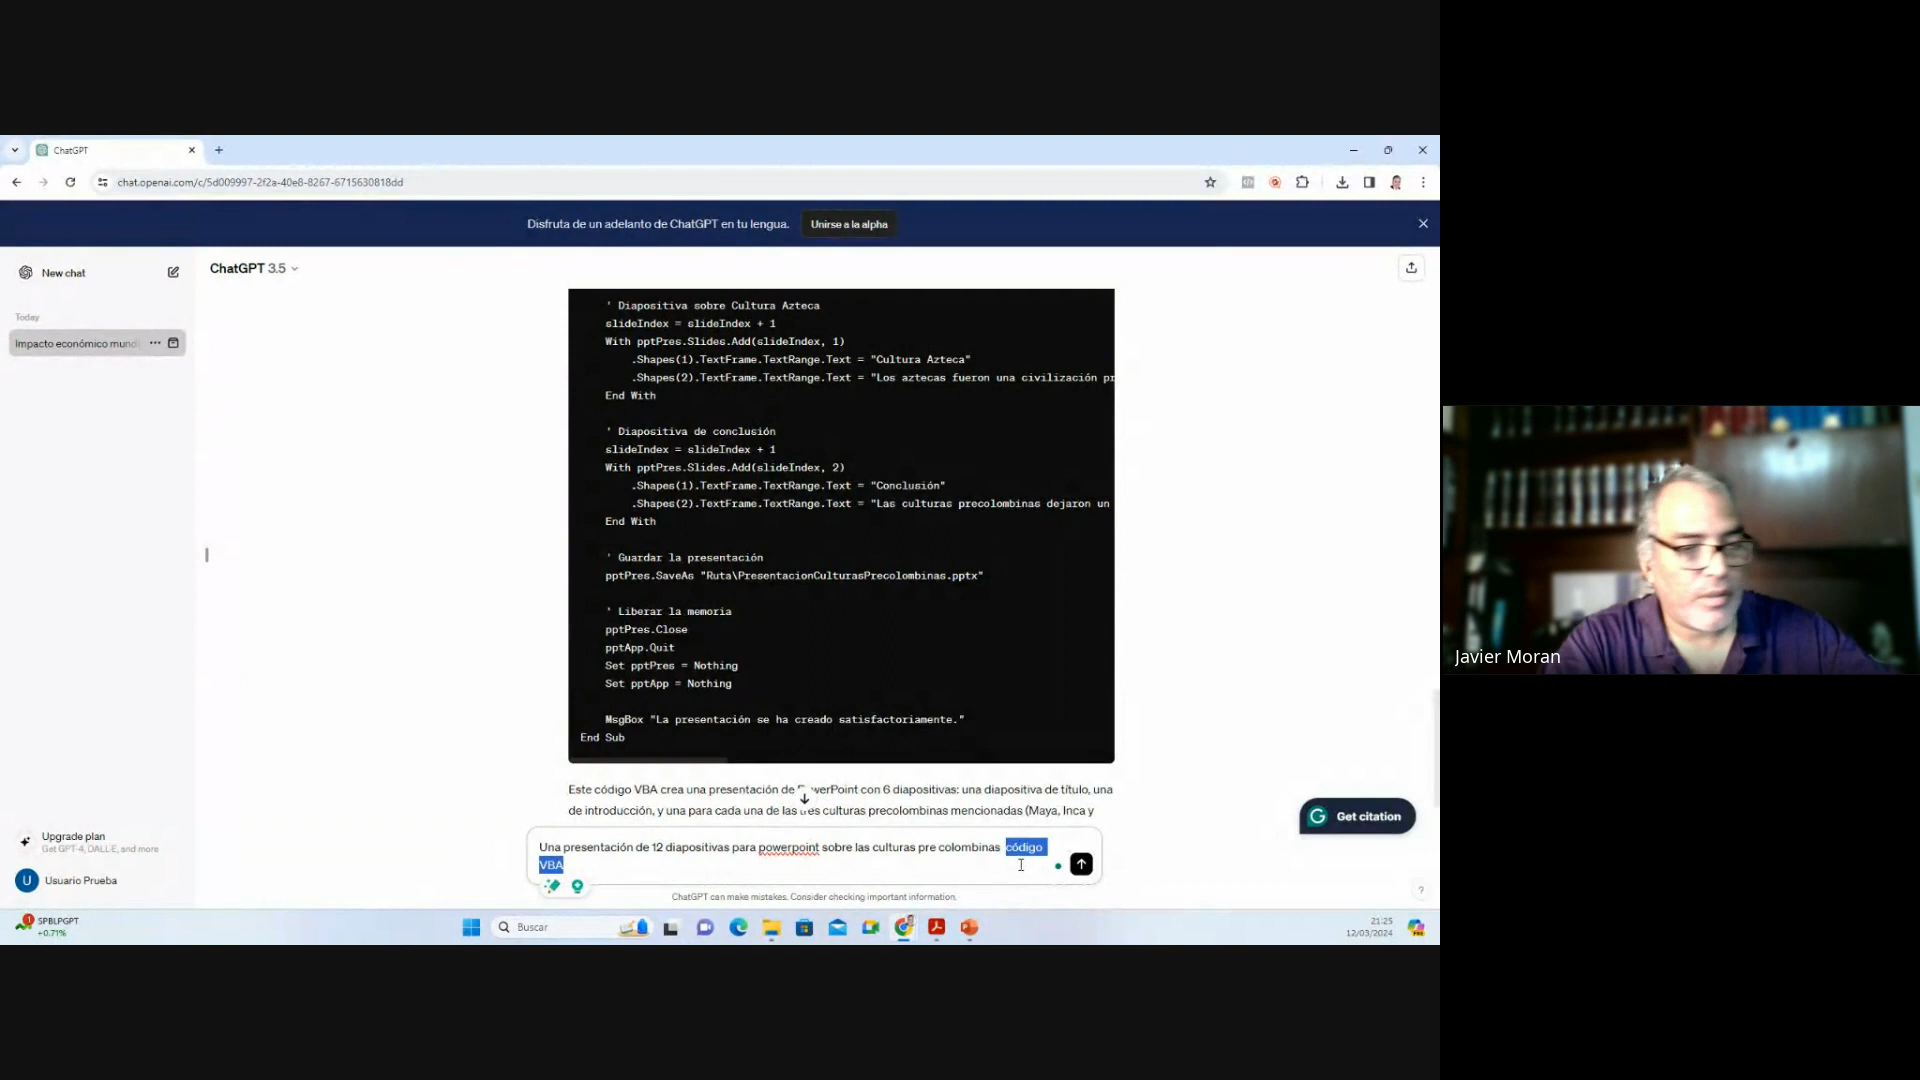 ChatGPT
chat.openai.com/c/5d009997-2f2a-40e8-8267-6715630818dd
Disfruta de un adelanto de ChatGPT en tu lengua. Unirse a la alpha
New chat
ChatGPT 3.5
Today
Impacto económico mund
' Diapositiva sobre Cultura Azteca
slideIndex = slideIndex + 1
With pptPres.Slides.Add(slideIndex, 1)
.Shapes(1).TextFrame.TextRange.Text = "Cultura Azteca"
.Shapes(2).TextFrame.TextRange.Text = "Los aztecas fueron una civilización pr
End With
' Diapositiva de conclusión
slideIndex = slideIndex + 1
With pptPres.Slides.Add(slideIndex, 2)
.Shapes(1).TextFrame.TextRange.Text = "Conclusión"
.Shapes(2).TextFrame.TextRange.Text = "Las culturas precolombinas dejaron un
End With
' Guardar la presentación
pptPres.SaveAs "Ruta\PresentacionCulturasPrecolombinas.pptx"
' Liberar la memoria
pptPres.Close
pptApp.Quit
Set pptPres = Nothing
Set pptApp = Nothing
MsgBox "La presentación se ha creado satisfactoriamente."
End Sub
Este código VBA crea una presentación de PowerPoint con 6 diapositivas: una diapositiva de título, una
de introducción, y una para cada una de las tres culturas precolombinas mencionadas (Maya, Inca y
Get citation
Una presentación de 12 diapositivas para powerpoint sobre las culturas pre colombinas código
VBA
ChatGPT can make mistakes. Consider checking important information.
?
Upgrade plan
Get GPT-4, DALL·E, and more
U Usuario Prueba
1
SPBLPGPT
+0.71%
Buscar
21:25
12/03/2024
Javier Moran